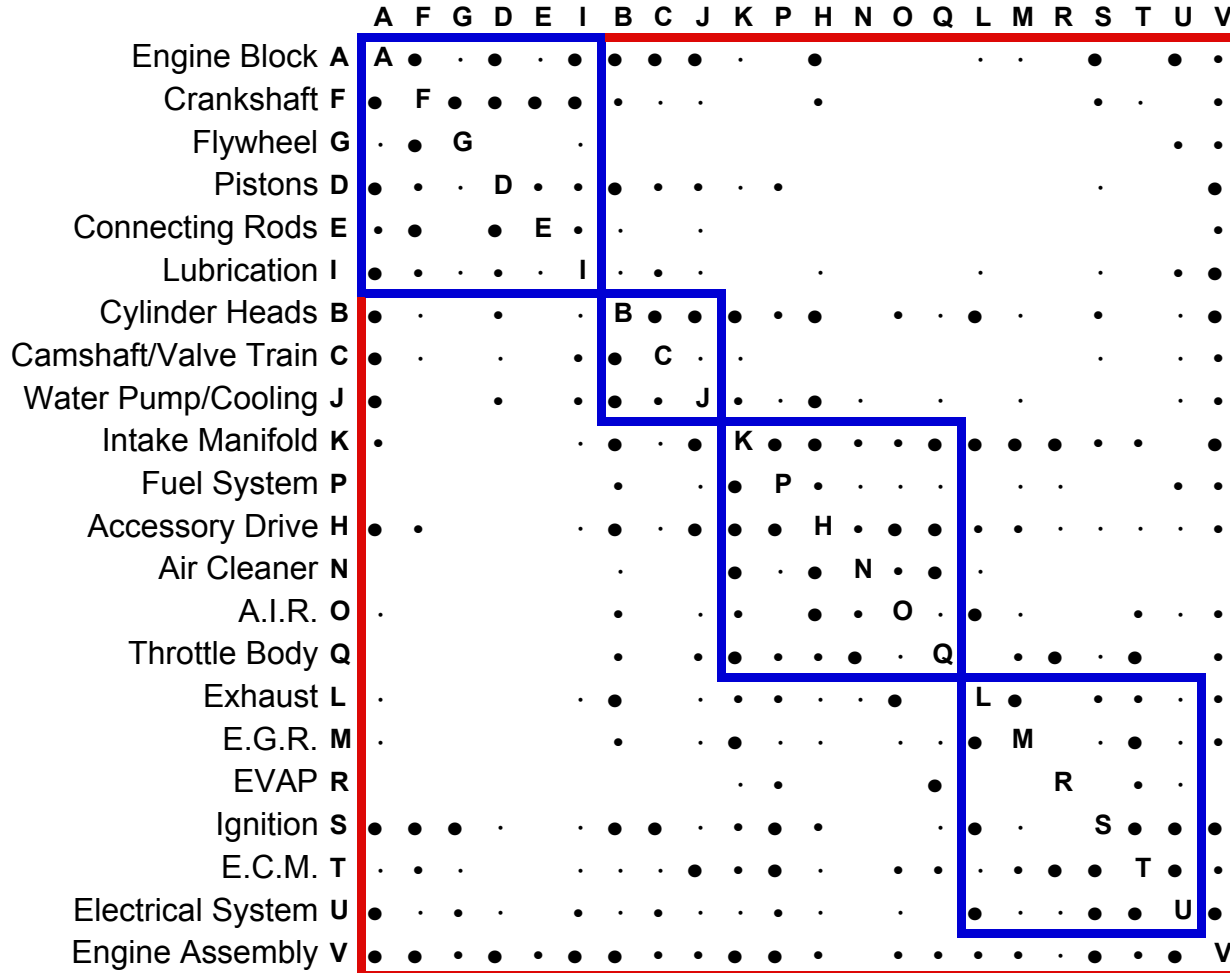 A F G D E I B C J K P H N O Q L M R S T U V
Engine Block A A
Crankshaft F F
Flywheel G G
Pistons D D
Connecting Rods E E
Lubrication I I
Cylinder Heads B B
Camshaft/Valve Train C C
Water Pump/Cooling J J
Intake Manifold K K
Fuel System P P
Accessory Drive H H
Air Cleaner N N
A.I.R. O O
Throttle Body Q Q
Exhaust L L
E.G.R. M M
EVAP R R
Ignition S S
E.C.M. T T
Electrical System U U
Engine Assembly V V